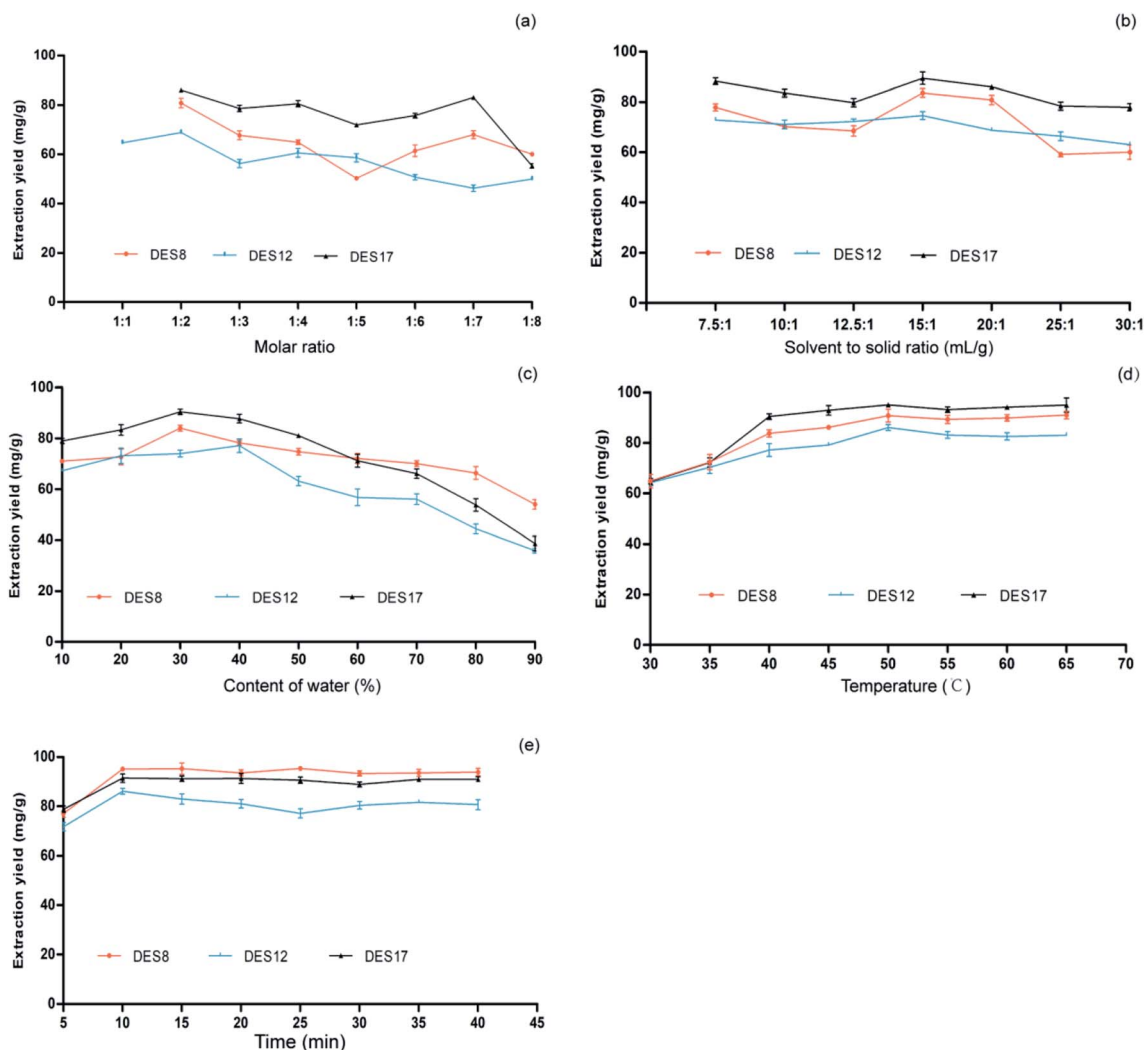 (a)
Extraction yield (mg/g)
100
80
60
40
20
0
DES8 DES12 DES17
1:1 1:2 1:3 1:4 1:5 1:6 1:7 1:8
Molar ratio
(b)
Extraction yield (mg/g)
100
80
60
40
20
0
DES8 DES12 DES17
7.5:1 10:1 12.5:1 15:1 20:1 25:1 30:1
Solvent to solid ratio (mL/g)
(c)
Extraction yield (mg/g)
100
80
60
40
20
0
DES8 DES12 DES17
10 20 30 40 50 60 70 80 90
Content of water (%)
(d)
Extraction yield (mg/g)
100
80
60
40
20
0
DES8 DES12 DES17
30 35 40 45 50 55 60 65 70
Temperature (℃)
(e)
Extraction yield (mg/g)
100
80
60
40
20
0
DES8 DES12 DES17
5 10 15 20 25 30 35 40 45
Time (min)